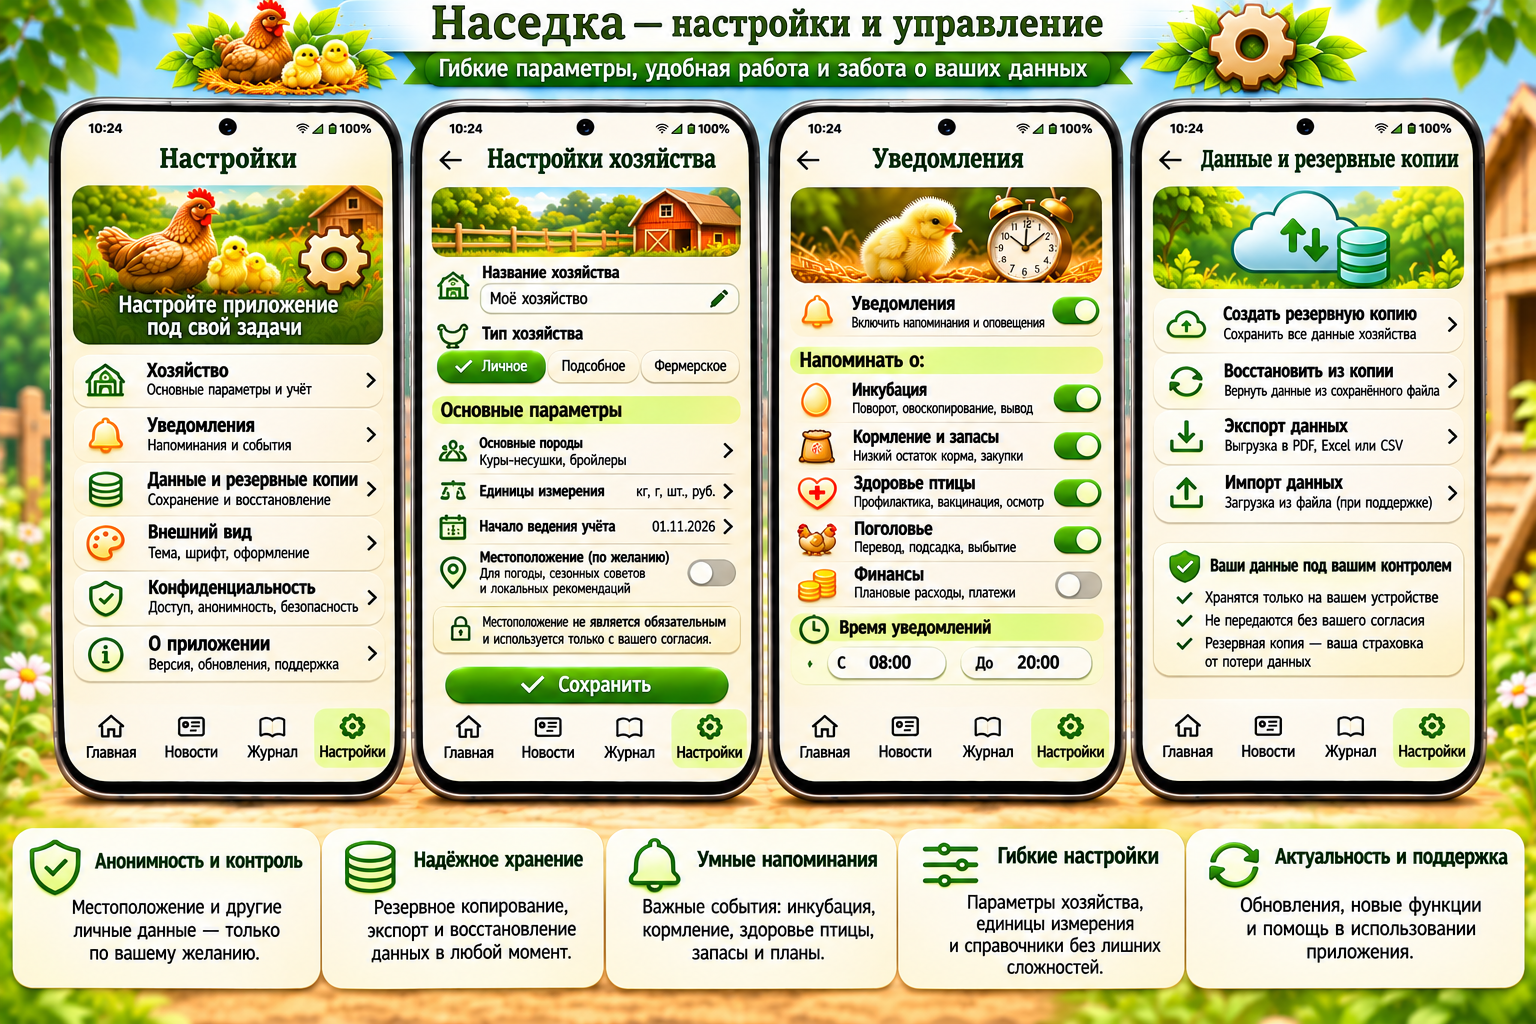 Наседка — настройки и управление
Гибкие параметры, удобная работа и забота о ваших данных
10:24
100%
Настройки
Настройте приложение
под свой задачи
Хозяйство
Основные параметры и учёт
Уведомления
Напоминания и события
Данные и резервные копии
Сохранение и восстановление
Внешний вид
Тема, шрифт, оформление
Конфиденциальность
Доступ, анонимность, безопасность
О приложении
Версия, обновления, поддержка
Главная
Новости
Журнал
Настройки
10:24
100%
Настройки хозяйства
Название хозяйства
Моё хозяйство
Тип хозяйства
Личное
Подсобное
Фермерское
Основные параметры
Основные породы
Куры-несушки, бройлеры
Единицы измерения
кг, г, шт., руб.
Начало ведения учёта
01.11.2026
Местоположение (по желанию)
Для погоды, сезонных советов
и локальных рекомендаций
Местоположение не является обязательным
и используется только с вашего согласия.
Сохранить
Главная
Новости
Журнал
Настройки
10:24
100%
Уведомления
12
1
2
3
4
5
6
7
8
9
10
11
Уведомления
Включить напоминания и оповещения
Напоминать о:
Инкубация
Поворот, овоскопирование, вывод
Кормление и запасы
Низкий остаток корма, закупки
Здоровье птицы
Профилактика, вакцинация, осмотр
Поголовье
Перевод, подсадка, выбытие
Финансы
Плановые расходы, платежи
Время уведомлений
С 08:00
До 20:00
Главная
Новости
Журнал
Настройки
10:24
100%
Данные и резервные копии
Создать резервную копию
Сохранить все данные хозяйства
Восстановить из копии
Вернуть данные из сохранённого файла
Экспорт данных
Выгрузка в PDF, Excel или CSV
Импорт данных
Загрузка из файла (при поддержке)
Ваши данные под вашим контролем
Хранятся только на вашем устройстве
Не передаются без вашего согласия
Резервная копия — ваша страховка
от потери данных
Главная
Новости
Журнал
Настройки
Анонимность и контроль
Местоположение и другие
личные данные — только
по вашему желанию.
Надёжное хранение
Резервное копирование,
экспорт и восстановление
данных в любой момент.
Умные напоминания
Важные события: инкубация,
кормление, здоровье птицы,
запасы и планы.
Гибкие настройки
Параметры хозяйства,
единицы измерения
и справочники без лишних
сложностей.
Актуальность и поддержка
Обновления, новые функции
и помощь в использовании
приложения.